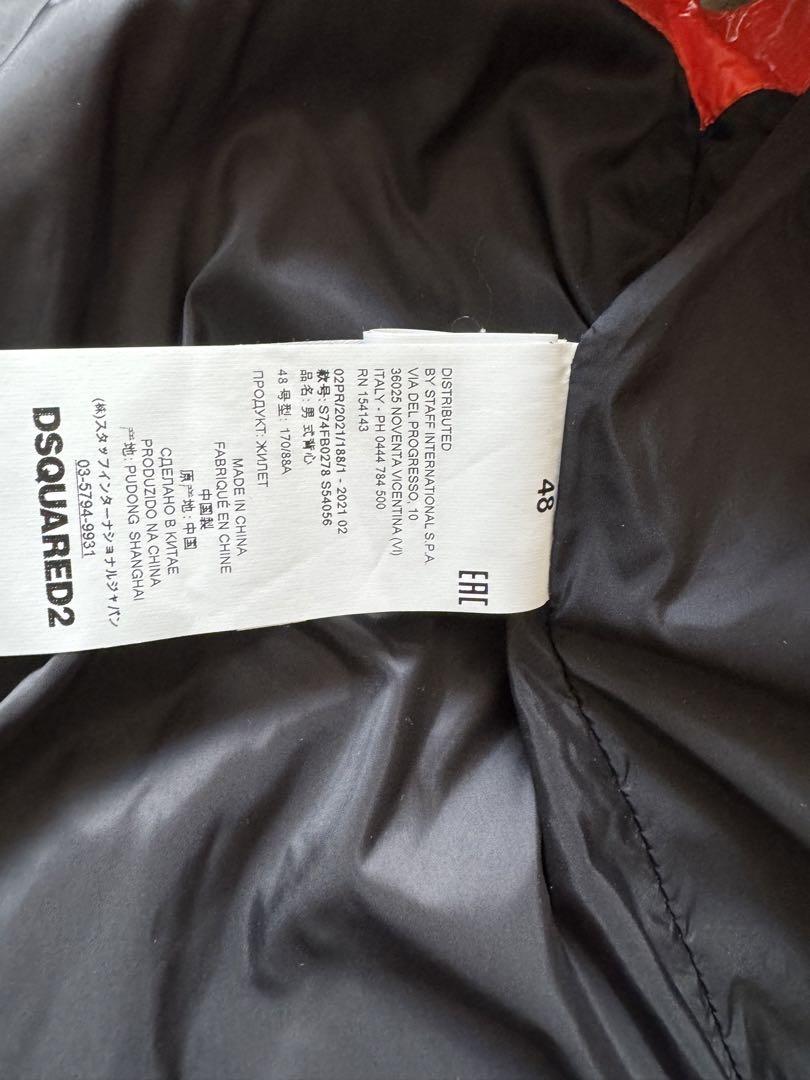 48
EAC
DISTRIBUTED
BY STAFF INTERNATIONAL S.P.A.
VIA DEL PROGRESSO, 10
36025 NOVENTA VICENTINA (VI)
ITALY - PH 0444 784 500
RN 154143
02PR/2021/188/1 - 2021 02
款号: S74FB0278 S54056
品名: 男式背心
48 号型: 170/88A
ПРОДУКТ: ЖИЛЕТ
MADE IN CHINA
FABRIQUÉ EN CHINE
中国製
原产地: 中国
СДЕЛАНО В КИТАЕ
PRODUZIDO NA CHINA
产地: PUDONG SHANGHAI
(株)スタッフインターナショナルジャパン
03-5794-9931
DSQUARED2